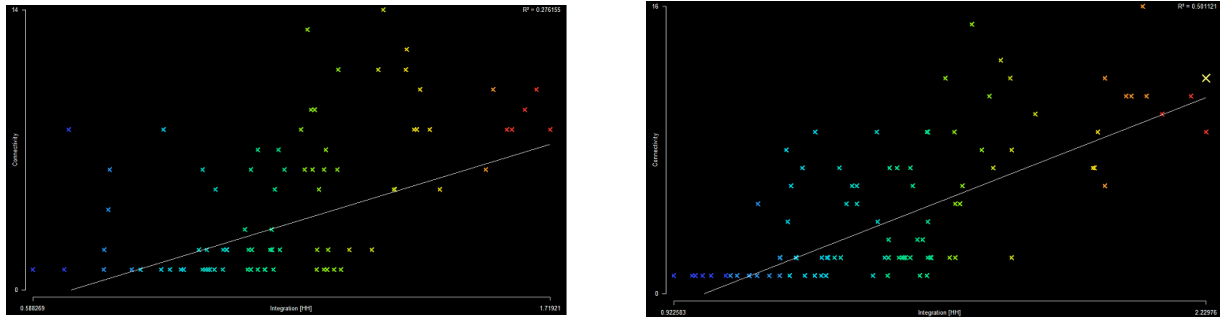 14
R² = 0.276155
Connectivity
0
0.588269
Integration [HH]
1.71921
16
R² = 0.501121
Connectivity
0
0.922583
Integration [HH]
2.22976